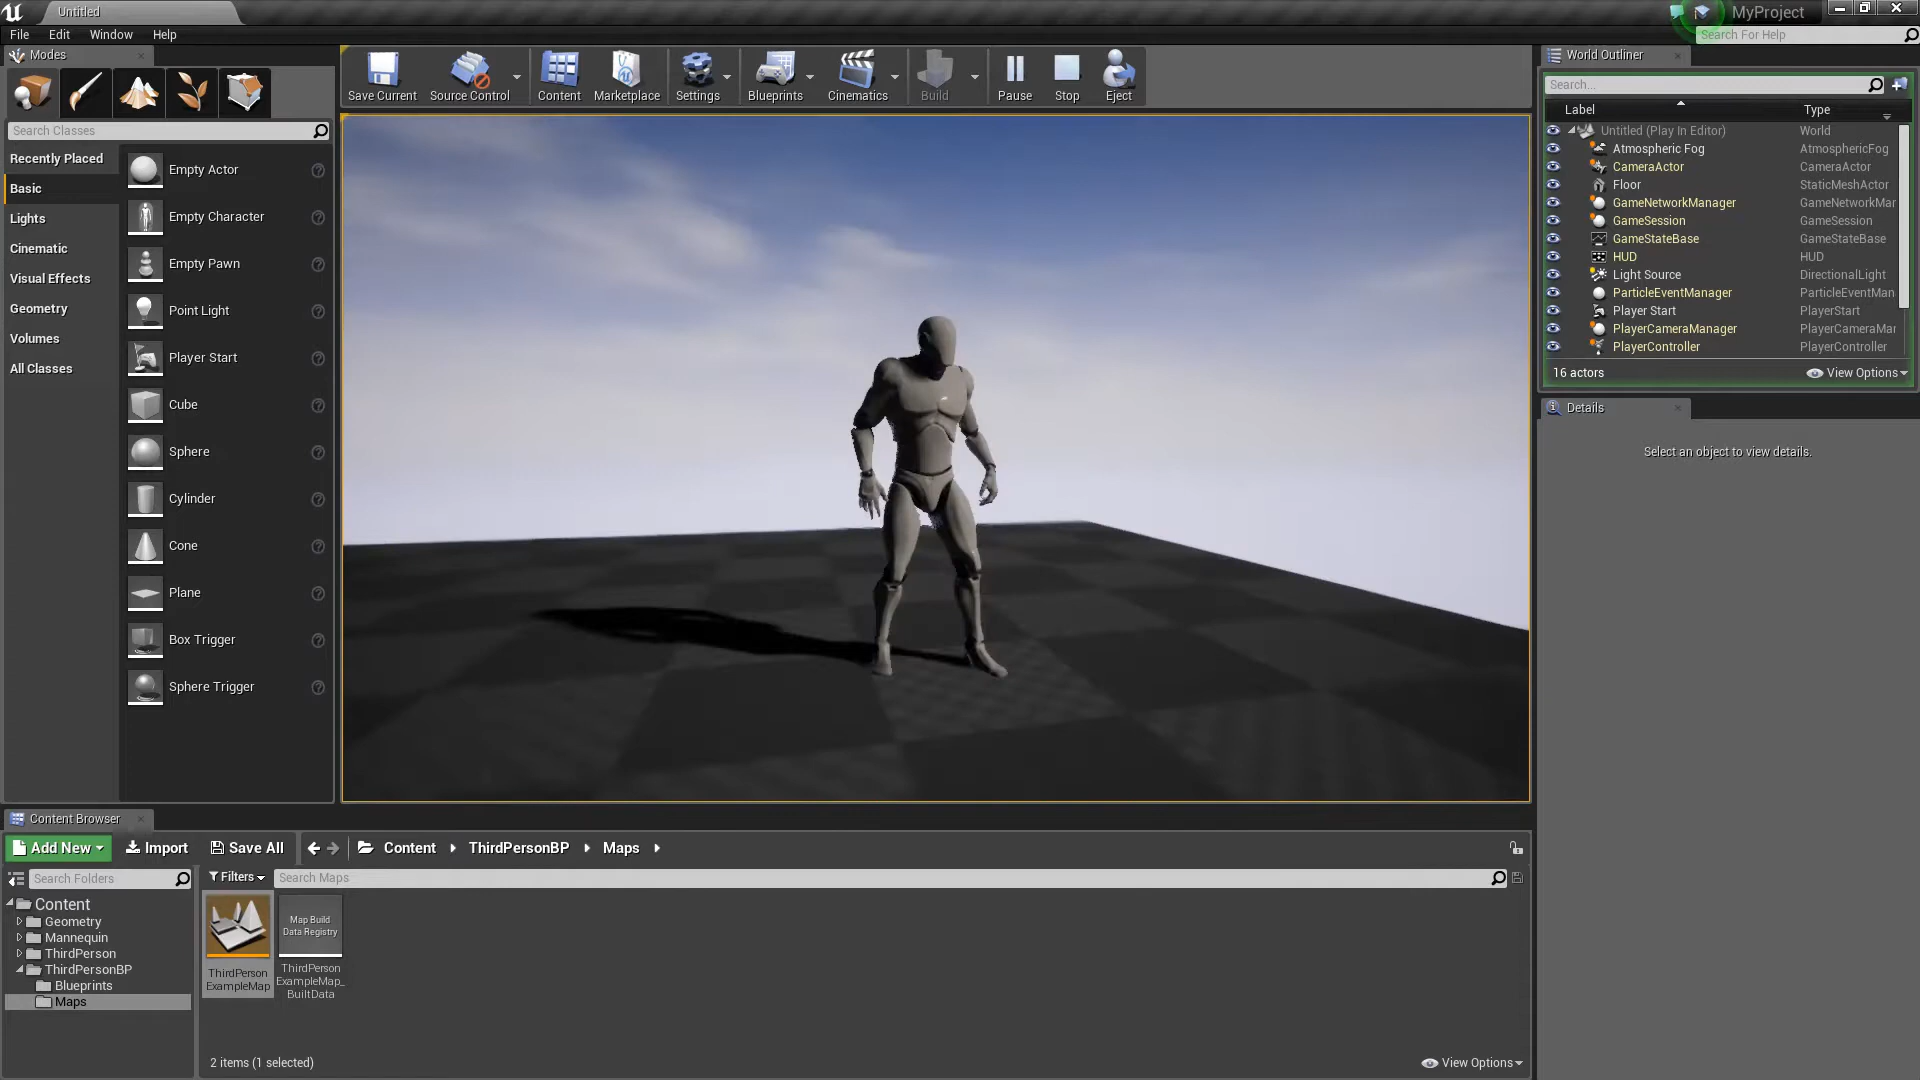 Untitled
MyProject
File Edit Window Help
Search For Help
Modes
Save Current
Source Control
Content
Marketplace
Settings
Blueprints
Cinematics
Build
Pause
Stop
Eject
World Outliner
Search...
Label Type
Search Classes
Recently Placed
Basic
Lights
Cinematic
Visual Effects
Geometry
Volumes
All Classes
Empty Actor
Empty Character
Empty Pawn
Point Light
Player Start
Cube
Sphere
Cylinder
Cone
Plane
Box Trigger
Sphere Trigger
Untitled (Play In Editor) World
Atmospheric Fog AtmosphericFog
CameraActor CameraActor
Floor StaticMeshActor
GameNetworkManager GameNetworkMar
GameSession GameSession
GameStateBase GameStateBase
HUD HUD
Light Source DirectionalLight
ParticleEventManager ParticleEventMan
Player Start PlayerStart
PlayerCameraManager PlayerCameraMar
PlayerController PlayerController
16 actors View Options
Details
Select an object to view details.
Content Browser
Add New Import Save All Content ThirdPersonBP Maps
Search Folders
Filters Search Maps
Content
Geometry
Mannequin
ThirdPerson
ThirdPersonBP
Blueprints
Maps
ThirdPerson
ExampleMap
Map Build
Data Registry
ThirdPerson
ExampleMap_
BuiltData
2 items (1 selected) View Options